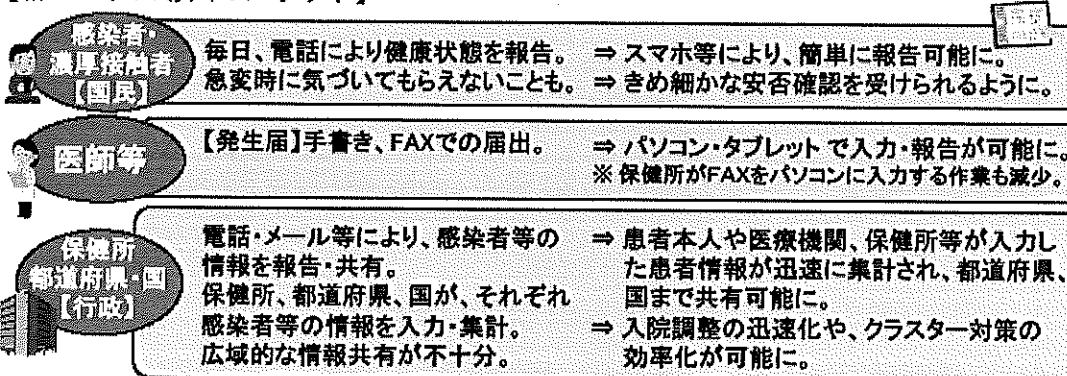 感染者・
濃厚接触者
【国民】
毎日、電話により健康状態を報告。
急変時に気づいてもらえないことも。
⇒ スマホ等により、簡単に報告可能に。
⇒ きめ細かな安否確認を受けられるように。
医師等
【発生届】手書き、FAXでの届出。
⇒ パソコン・タブレット で入力・報告が可能に。
※ 保健所がFAXをパソコンに入力する作業も減少。
保健所
都道府県・国
【行政】
電話・メール等により、感染者等の
情報を報告・共有。
保健所、都道府県、国が、それぞれ
感染者等の情報を入力・集計。
広域的な情報共有が不十分。
⇒ 患者本人や医療機関、保健所等が入力し
た患者情報が迅速に集計され、都道府県、
国まで共有可能に。
⇒ 入院調整の迅速化や、クラスター対策の
効率化が可能に。